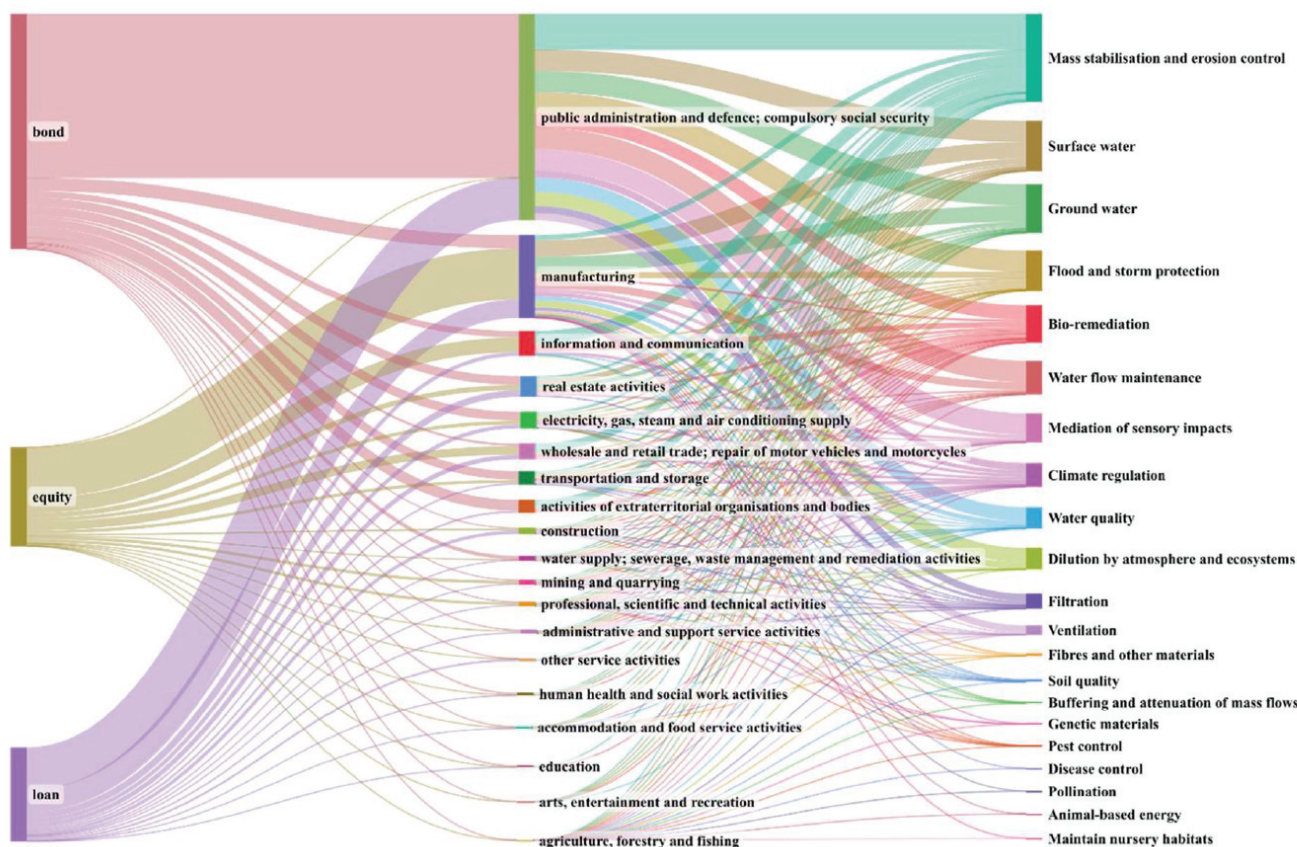 bond
equity
loan
public administration and defence; compulsory social security
manufacturing
information and communication
real estate activities
electricity, gas, steam and air conditioning supply
wholesale and retail trade; repair of motor vehicles and motorcycles
transportation and storage
activities of extraterritorial organisations and bodies
construction
water supply; sewerage, waste management and remediation activities
mining and quarrying
professional, scientific and technical activities
administrative and support service activities
other service activities
human health and social work activities
accommodation and food service activities
education
arts, entertainment and recreation
agriculture, forestry and fishing
Mass stabilisation and erosion control
Surface water
Ground water
Flood and storm protection
Bio-remediation
Water flow maintenance
Mediation of sensory impacts
Climate regulation
Water quality
Dilution by atmosphere and ecosystems
Filtration
Ventilation
Fibres and other materials
Soil quality
Buffering and attenuation of mass flows
Genetic materials
Pest control
Disease control
Pollination
Animal-based energy
Maintain nursery habitats